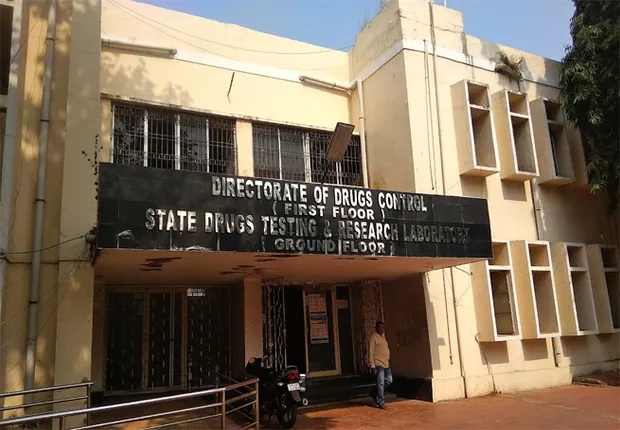 DIRECTORATE OF DRUGS CONTROL
( FIRST FLOOR )
STATE DRUGS TESTING & RESEARCH LABORATORY
( GROUND FLOOR )